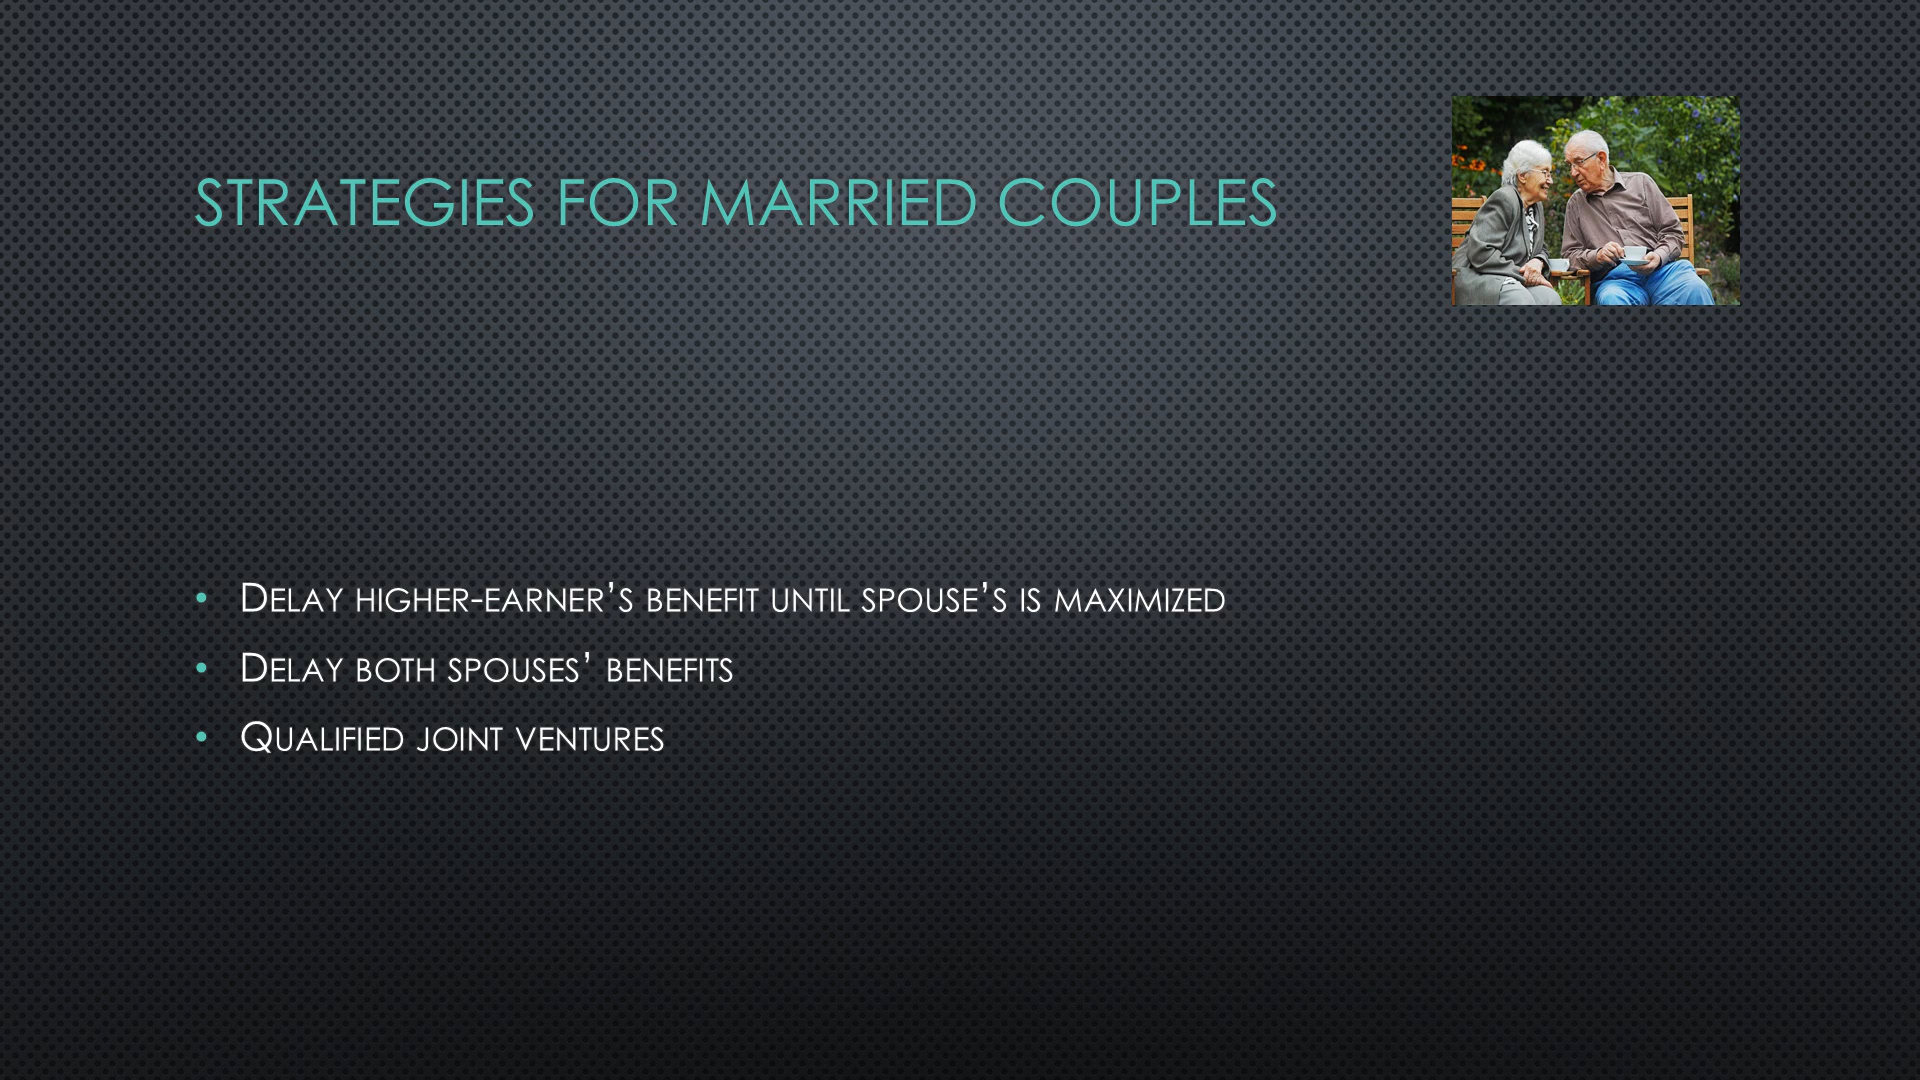 STRATEGIES FOR MARRIED COUPLES
• Delay higher-earner’s benefit until spouse’s is maximized
• Delay both spouses’ benefits
• Qualified joint ventures